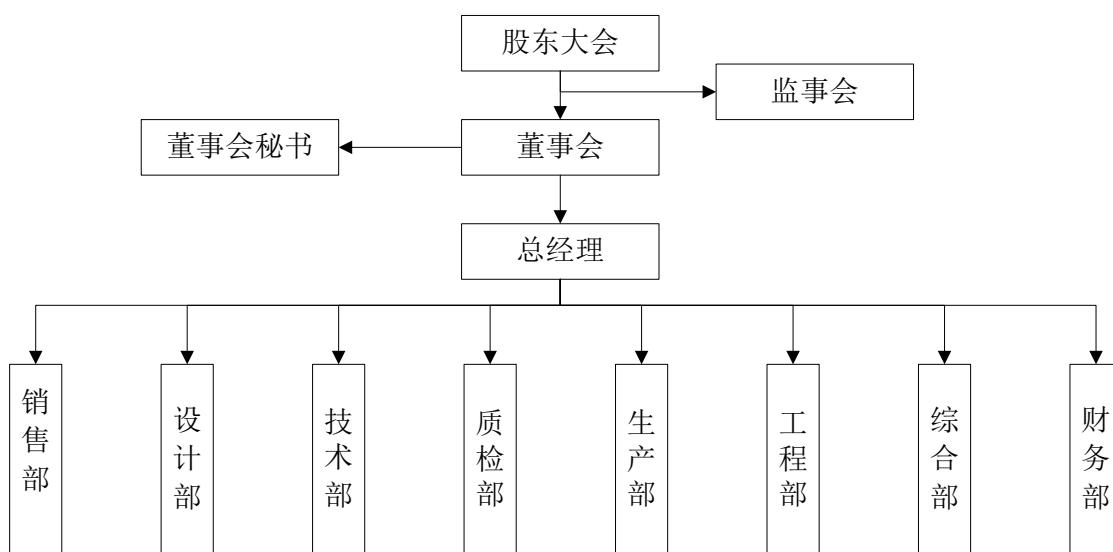 股东大会
监事会
董事会秘书
董事会
总经理
销售部
设计部
技术部
质检部
生产部
工程部
综合部
财务部